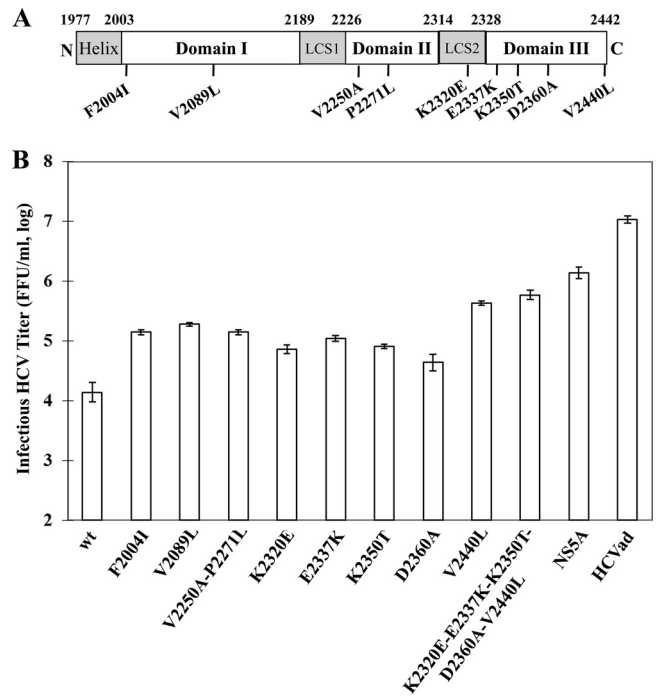 A
1977 2003 2189 2226 2314 2328 2442
N Helix Domain I LCS1 Domain II LCS2 Domain III C
F2004I V2089L V2250A P2271L K2320E E2337K K2350T D2360A V2440L
B
Infectious HCV Titer (FFU/ml, log)
8
7
6
5
4
3
2
wt
F2004I
V2089L
V2250A-P2271L
K2320E
E2337K
K2350T
D2360A
V2440L
K2320E-E2337K-K2350T-
D2360A-V2440L
NS5A
HCVad